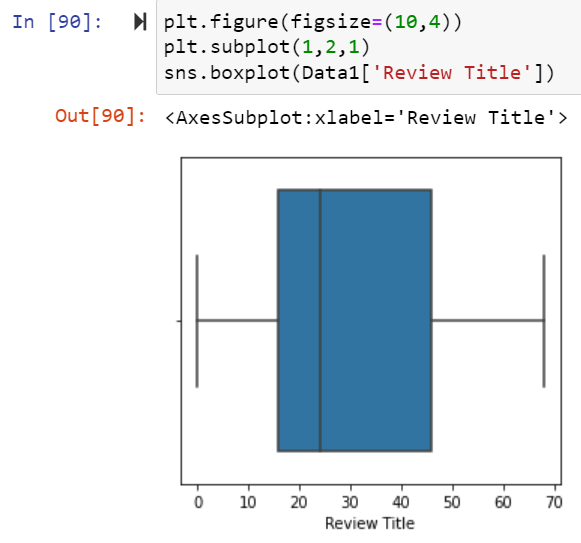 In [90]: plt.figure(figsize=(10,4))
plt.subplot(1,2,1)
sns.boxplot(Data1['Review Title'])
Out[90]: <AxesSubplot:xlabel='Review Title'>
0 10 20 30 40 50 60 70
Review Title